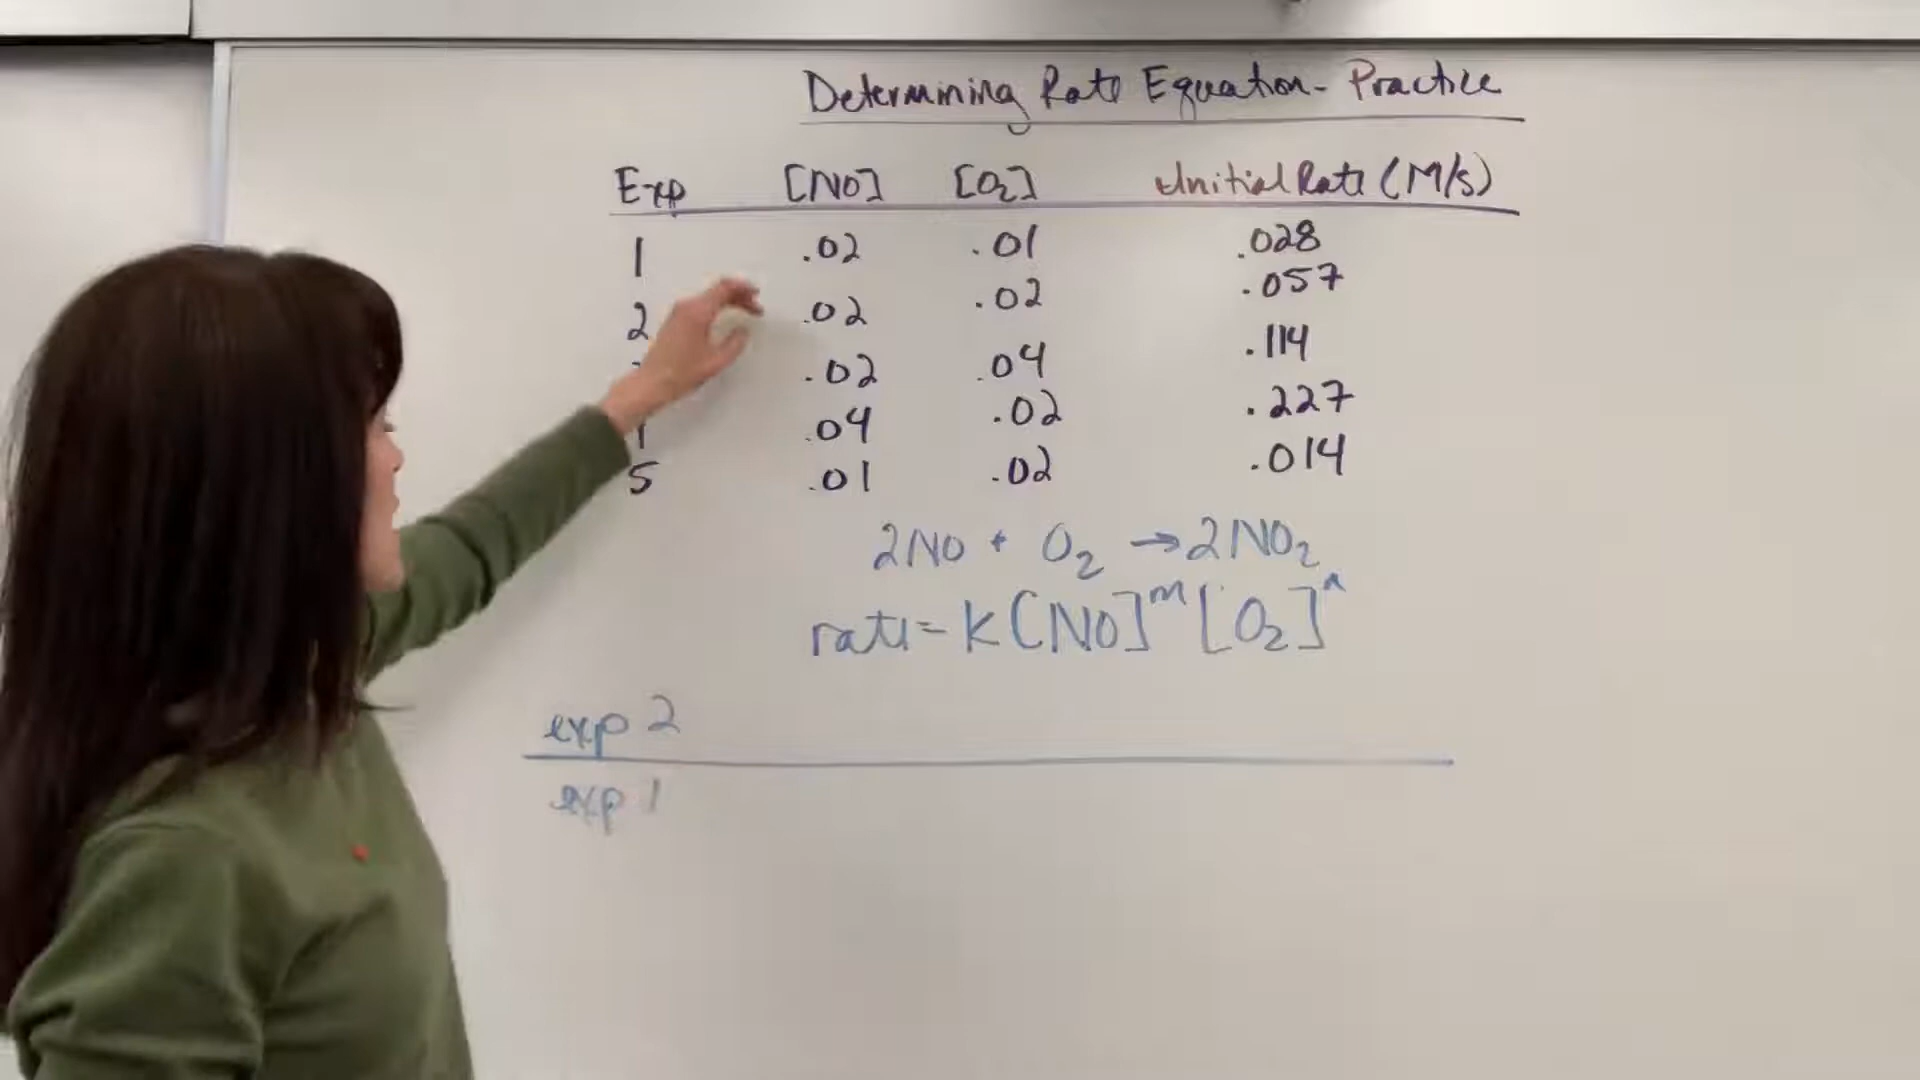 Determining Rate Equation - Practice
Exp [NO] [O2] Initial Rate (M/s)
1 .02 .01 .028
2 .02 .02 .057
.02 .04 .114
.04 .02 .227
5 .01 .02 .014
2NO + O2 → 2NO2
rate = k[NO]^m [O2]^n
exp 2
exp 1